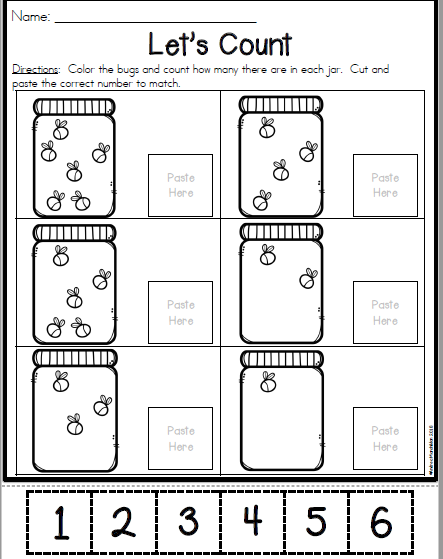 Name: ____________________
Let's Count
Directions: Color the bugs and count how many there are in each jar. Cut and
paste the correct number to match.
Paste
Here
Paste
Here
Paste
Here
Paste
Here
Paste
Here
Paste
Here
1 2 3 4 5 6